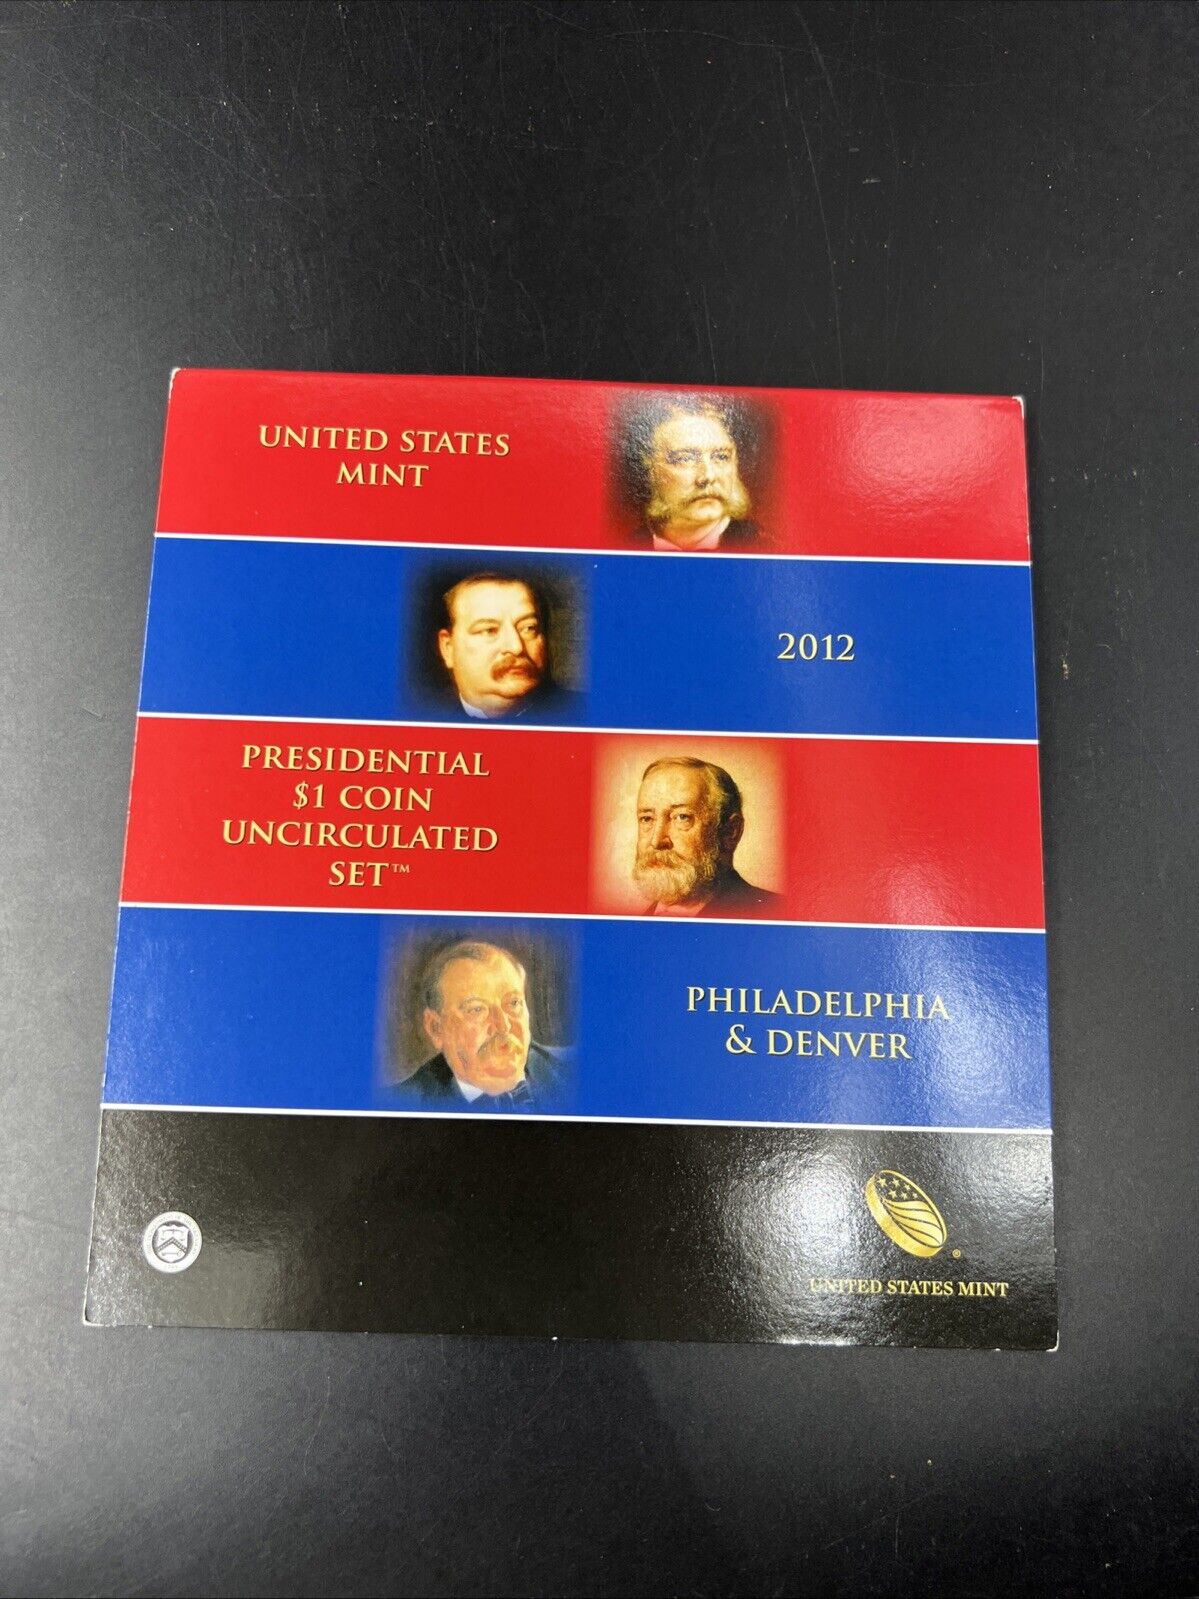 UNITED STATES
MINT
2012
PRESIDENTIAL
$1 COIN
UNCIRCULATED
SET™
PHILADELPHIA
& DENVER
®
UNITED STATES MINT